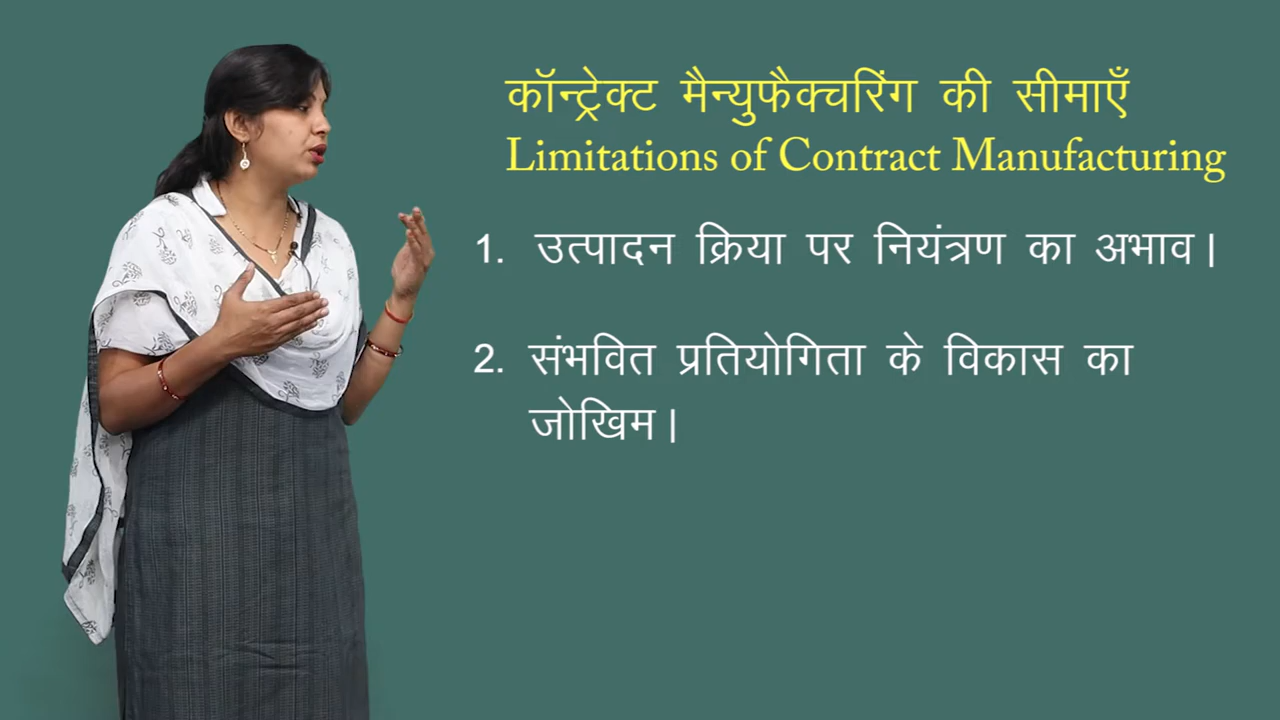 कॉन्ट्रेक्ट मैन्युफैक्चरिंग की सीमाएँ
Limitations of Contract Manufacturing
1. उत्पादन क्रिया पर नियंत्रण का अभाव।
2. संभवित प्रतियोगिता के विकास का
जोखिम।